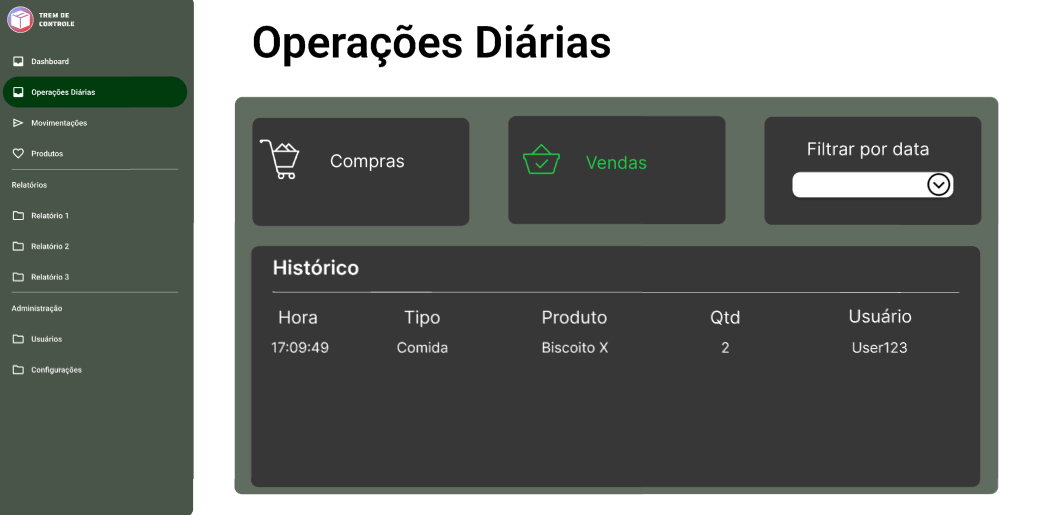 TREM DE
CONTROLE
Dashboard
Operações Diárias
Movimentações
Produtos
Relatórios
Relatório 1
Relatório 2
Relatório 3
Administração
Usuários
Configurações
Operações Diárias
Compras
Vendas
Filtrar por data
Histórico
Hora Tipo Produto Qtd Usuário
17:09:49 Comida Biscoito X 2 User123